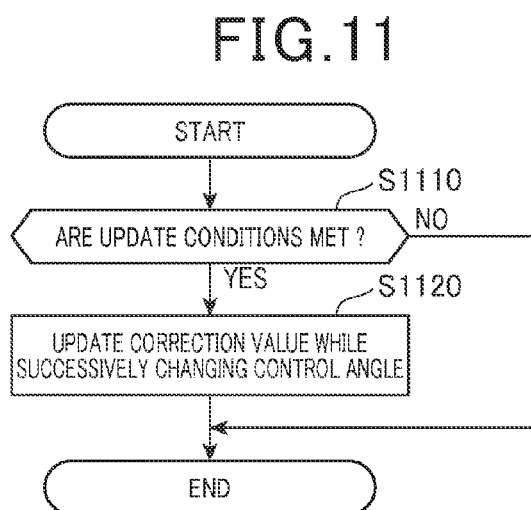 FIG.11
START
S1110
ARE UPDATE CONDITIONS MET ?
NO
YES
S1120
UPDATE CORRECTION VALUE WHILE
SUCCESSIVELY CHANGING CONTROL ANGLE
END